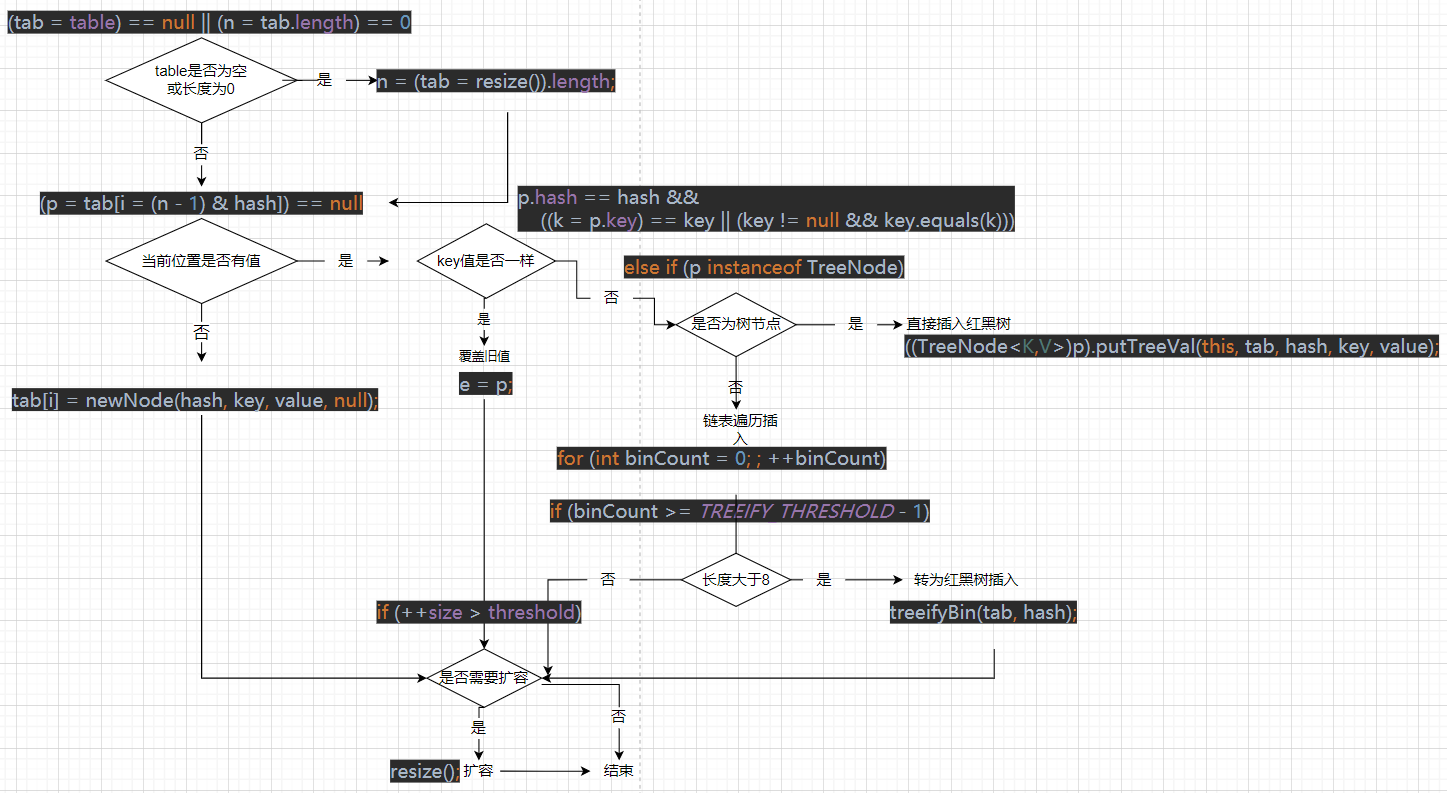 (tab = table) == null || (n = tab.length) == 0
table是否为空
或长度为0
是
n = (tab = resize()).length;
否
(p = tab[i = (n - 1) & hash]) == null
p.hash == hash &&
((k = p.key) == key || (key != null && key.equals(k)))
当前位置是否有值
是
key值是否一样
else if (p instanceof TreeNode)
否
是
否
是否为树节点
是
直接插入红黑树
((TreeNode<K,V>)p).putTreeVal(this, tab, hash, key, value);
覆盖旧值
e = p;
否
tab[i] = newNode(hash, key, value, null);
链表遍历插
入
for (int binCount = 0; ; ++binCount)
if (binCount >= TREEIFY_THRESHOLD - 1)
否
长度大于8
是
转为红黑树插入
if (++size > threshold)
treeifyBin(tab, hash);
是否需要扩容
否
是
resize();
扩容
结束